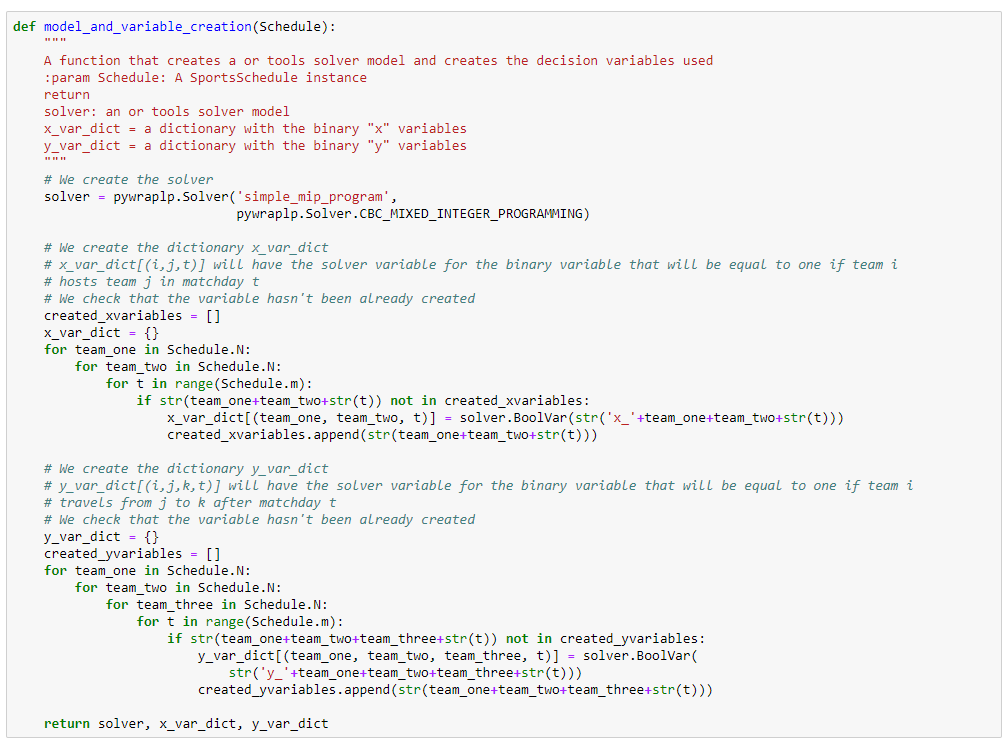 def model_and_variable_creation(Schedule):
    """
    A function that creates a or tools solver model and creates the decision variables used
    :param Schedule: A SportsSchedule instance
    return
    solver: an or tools solver model
    x_var_dict = a dictionary with the binary "x" variables
    y_var_dict = a dictionary with the binary "y" variables
    """
    # We create the solver
    solver = pywraplp.Solver('simple_mip_program',
                             pywraplp.Solver.CBC_MIXED_INTEGER_PROGRAMMING)

    # We create the dictionary x_var_dict
    # x_var_dict[(i,j,t)] will have the solver variable for the binary variable that will be equal to one if team i
    # hosts team j in matchday t
    # We check that the variable hasn't been already created
    created_xvariables = []
    x_var_dict = {}
    for team_one in Schedule.N:
        for team_two in Schedule.N:
            for t in range(Schedule.m):
                if str(team_one+team_two+str(t)) not in created_xvariables:
                    x_var_dict[(team_one, team_two, t)] = solver.BoolVar(str('x_'+team_one+team_two+str(t)))
                    created_xvariables.append(str(team_one+team_two+str(t)))

    # We create the dictionary y_var_dict
    # y_var_dict[(i,j,k,t)] will have the solver variable for the binary variable that will be equal to one if team i
    # travels from j to k after matchday t
    # We check that the variable hasn't been already created
    y_var_dict = {}
    created_yvariables = []
    for team_one in Schedule.N:
        for team_two in Schedule.N:
            for team_three in Schedule.N:
                for t in range(Schedule.m):
                    if str(team_one+team_two+team_three+str(t)) not in created_yvariables:
                        y_var_dict[(team_one, team_two, team_three, t)] = solver.BoolVar(
                            str('y_'+team_one+team_two+team_three+str(t)))
                        created_yvariables.append(str(team_one+team_two+team_three+str(t)))

    return solver, x_var_dict, y_var_dict